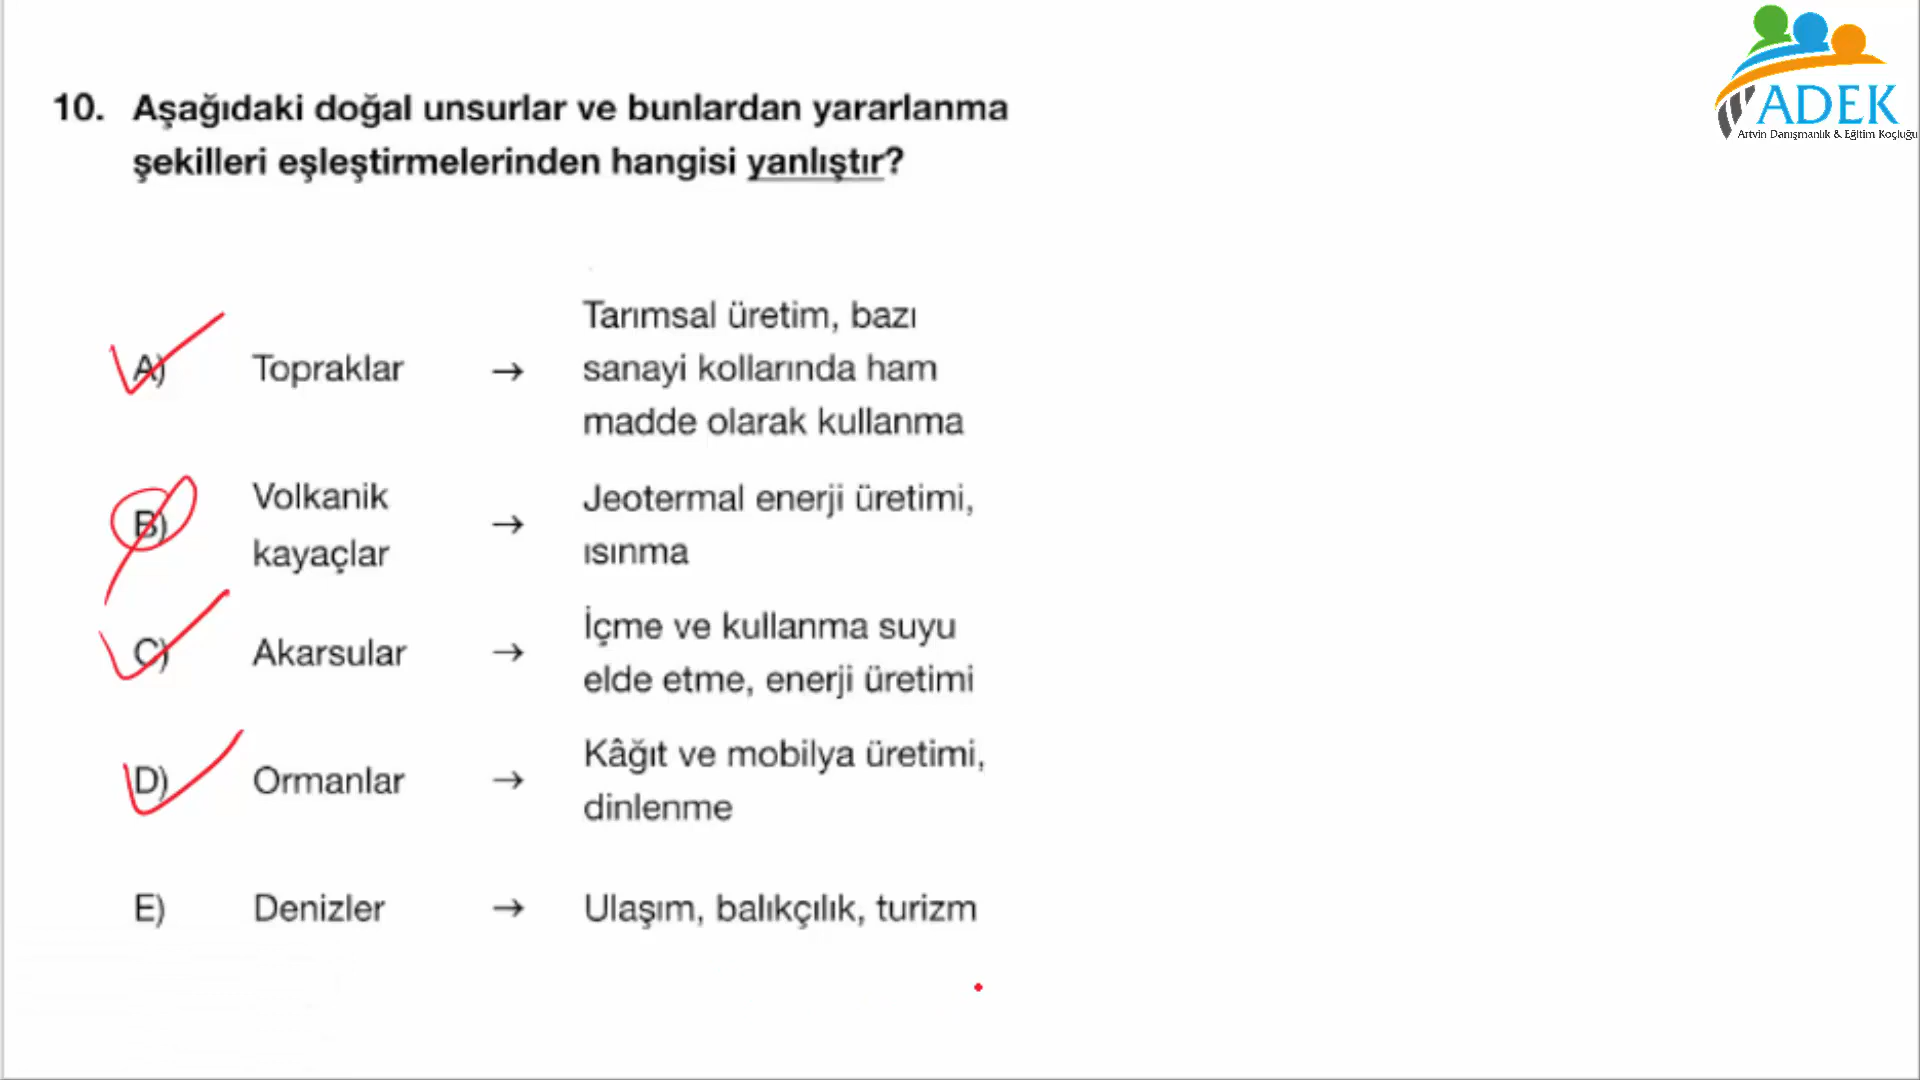 ADEK
Artvin Danışmanlık & Eğitim Koçluğu
10. Aşağıdaki doğal unsurlar ve bunlardan yararlanma
şekilleri eşleştirmelerinden hangisi yanlıştır?
A) Topraklar → Tarımsal üretim, bazı
sanayi kollarında ham
madde olarak kullanma
B) Volkanik
kayaçlar → Jeotermal enerji üretimi,
ısınma
C) Akarsular → İçme ve kullanma suyu
elde etme, enerji üretimi
D) Ormanlar → Kâğıt ve mobilya üretimi,
dinlenme
E) Denizler → Ulaşım, balıkçılık, turizm